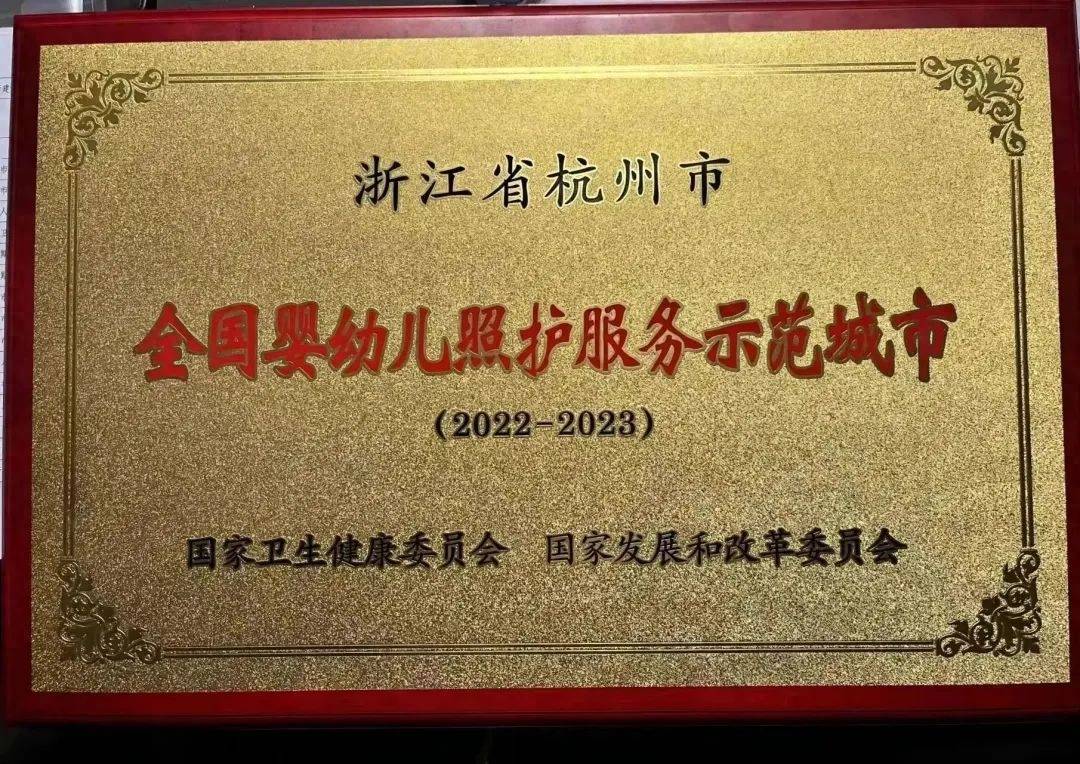 浙江省杭州市
全国婴幼儿照护服务示范城市
(2022-2023)
国家卫生健康委员会 国家发展和改革委员会